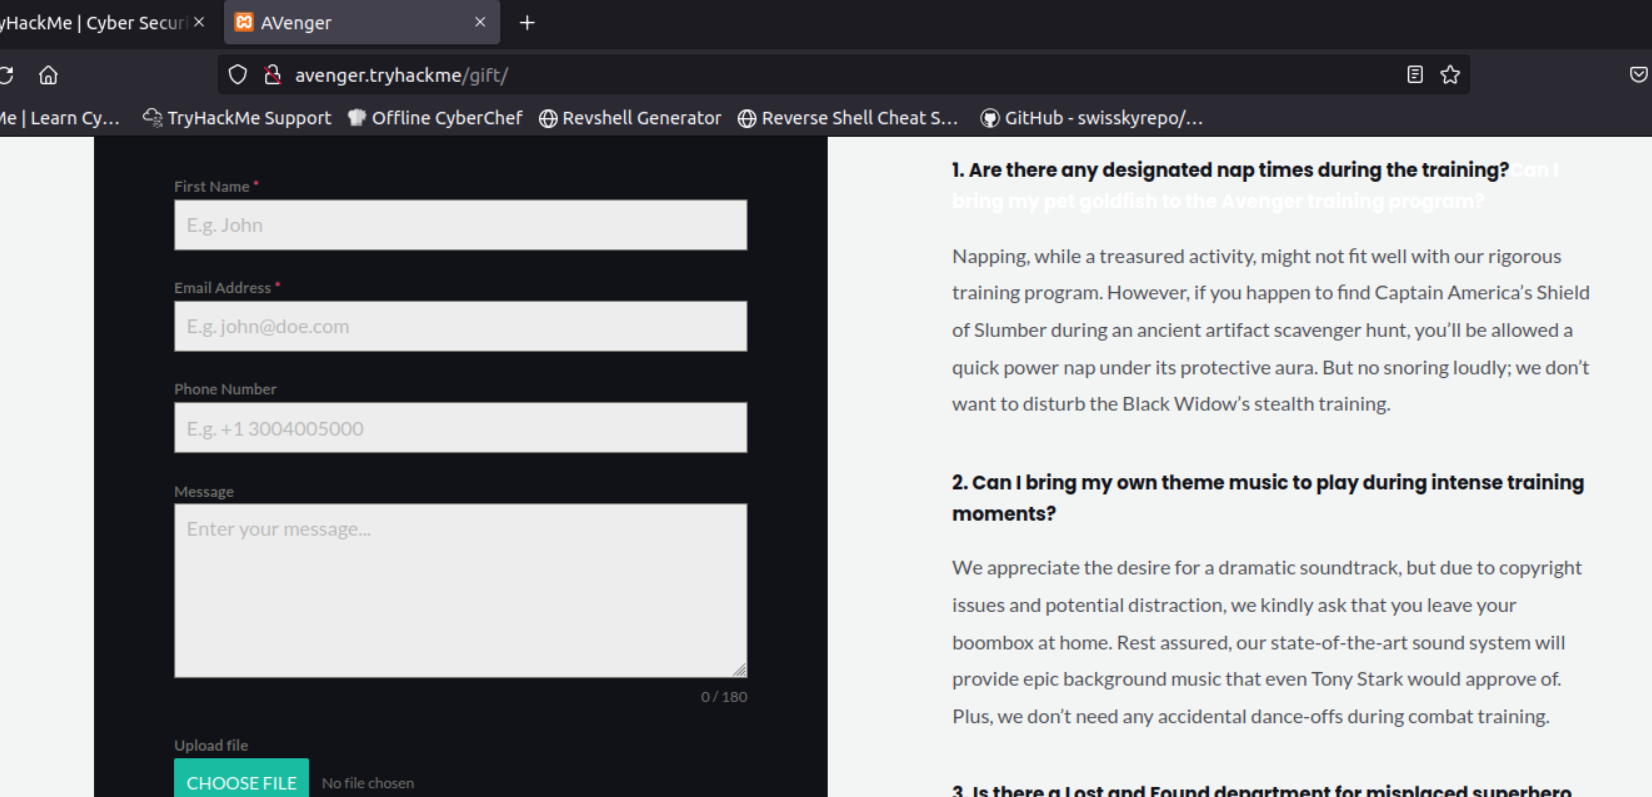 yHackMe | Cyber Securi
AVenger
avenger.tryhackme/gift/
Me | Learn Cy...
TryHackMe Support
Offline CyberChef
Revshell Generator
Reverse Shell Cheat S...
GitHub - swisskyrepo/...
First Name *
E.g. John
Email Address *
E.g. john@doe.com
Phone Number
E.g. +1 3004005000
Message
Enter your message...
0 / 180
Upload file
CHOOSE FILE No file chosen
1. Are there any designated nap times during the training?Can I
bring my pet goldfish to the Avenger training program?
Napping, while a treasured activity, might not fit well with our rigorous
training program. However, if you happen to find Captain America’s Shield
of Slumber during an ancient artifact scavenger hunt, you’ll be allowed a
quick power nap under its protective aura. But no snoring loudly; we don’t
want to disturb the Black Widow’s stealth training.
2. Can I bring my own theme music to play during intense training
moments?
We appreciate the desire for a dramatic soundtrack, but due to copyright
issues and potential distraction, we kindly ask that you leave your
boombox at home. Rest assured, our state-of-the-art sound system will
provide epic background music that even Tony Stark would approve of.
Plus, we don’t need any accidental dance-offs during combat training.
3. Is there a Lost and Found department for misplaced superhero